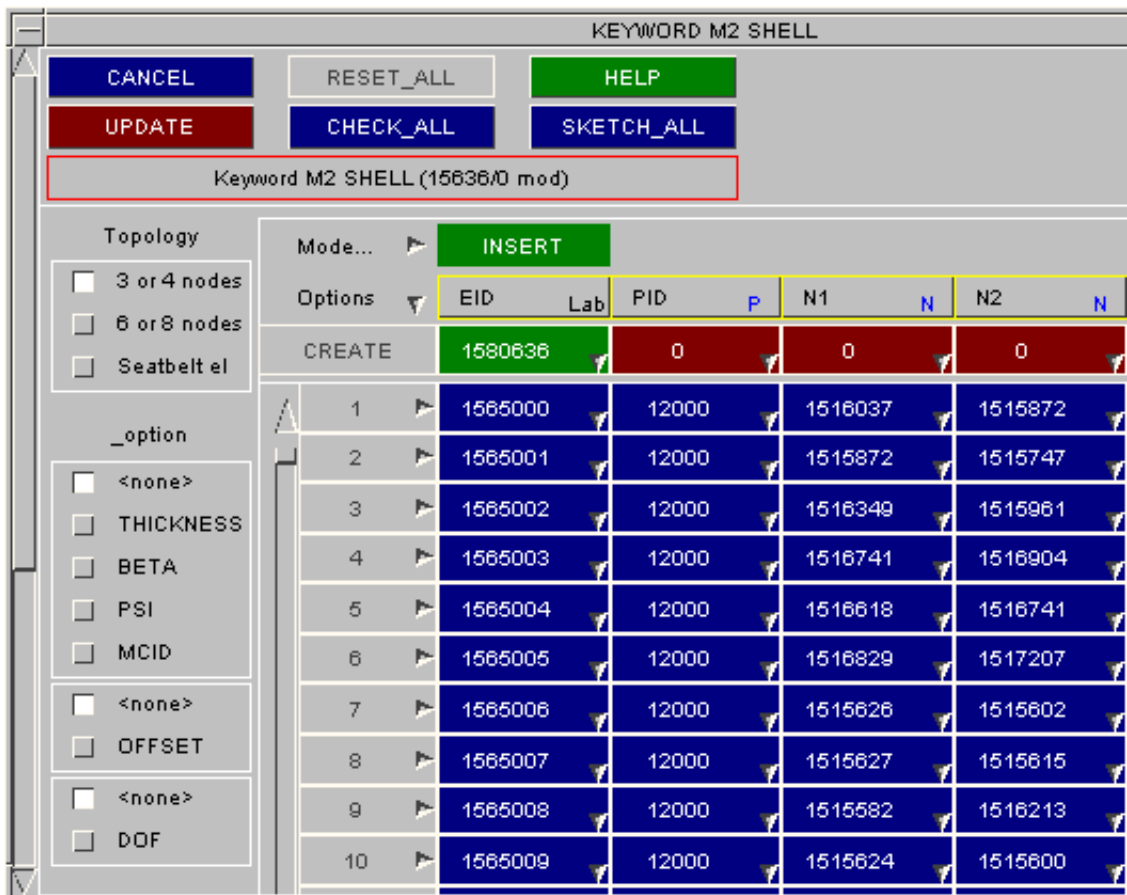 KEYWORD M2 SHELL
CANCEL RESET_ALL HELP
UPDATE CHECK_ALL SKETCH_ALL
Keyword M2 SHELL (15636/0 mod)
Topology
3 or 4 nodes
6 or 8 nodes
Seatbelt el
_option
<none>
THICKNESS
BETA
PSI
MCID
<none>
OFFSET
<none>
DOF
Mode... INSERT
Options EID Lab PID P N1 N N2 N
CREATE 1580636 0 0 0
1 1565000 12000 1516037 1515872
2 1565001 12000 1515872 1515747
3 1565002 12000 1516349 1515961
4 1565003 12000 1516741 1516904
5 1565004 12000 1516618 1516741
6 1565005 12000 1516829 1517207
7 1565006 12000 1515626 1515602
8 1565007 12000 1515627 1515615
9 1565008 12000 1515582 1516213
10 1565009 12000 1515624 1515600